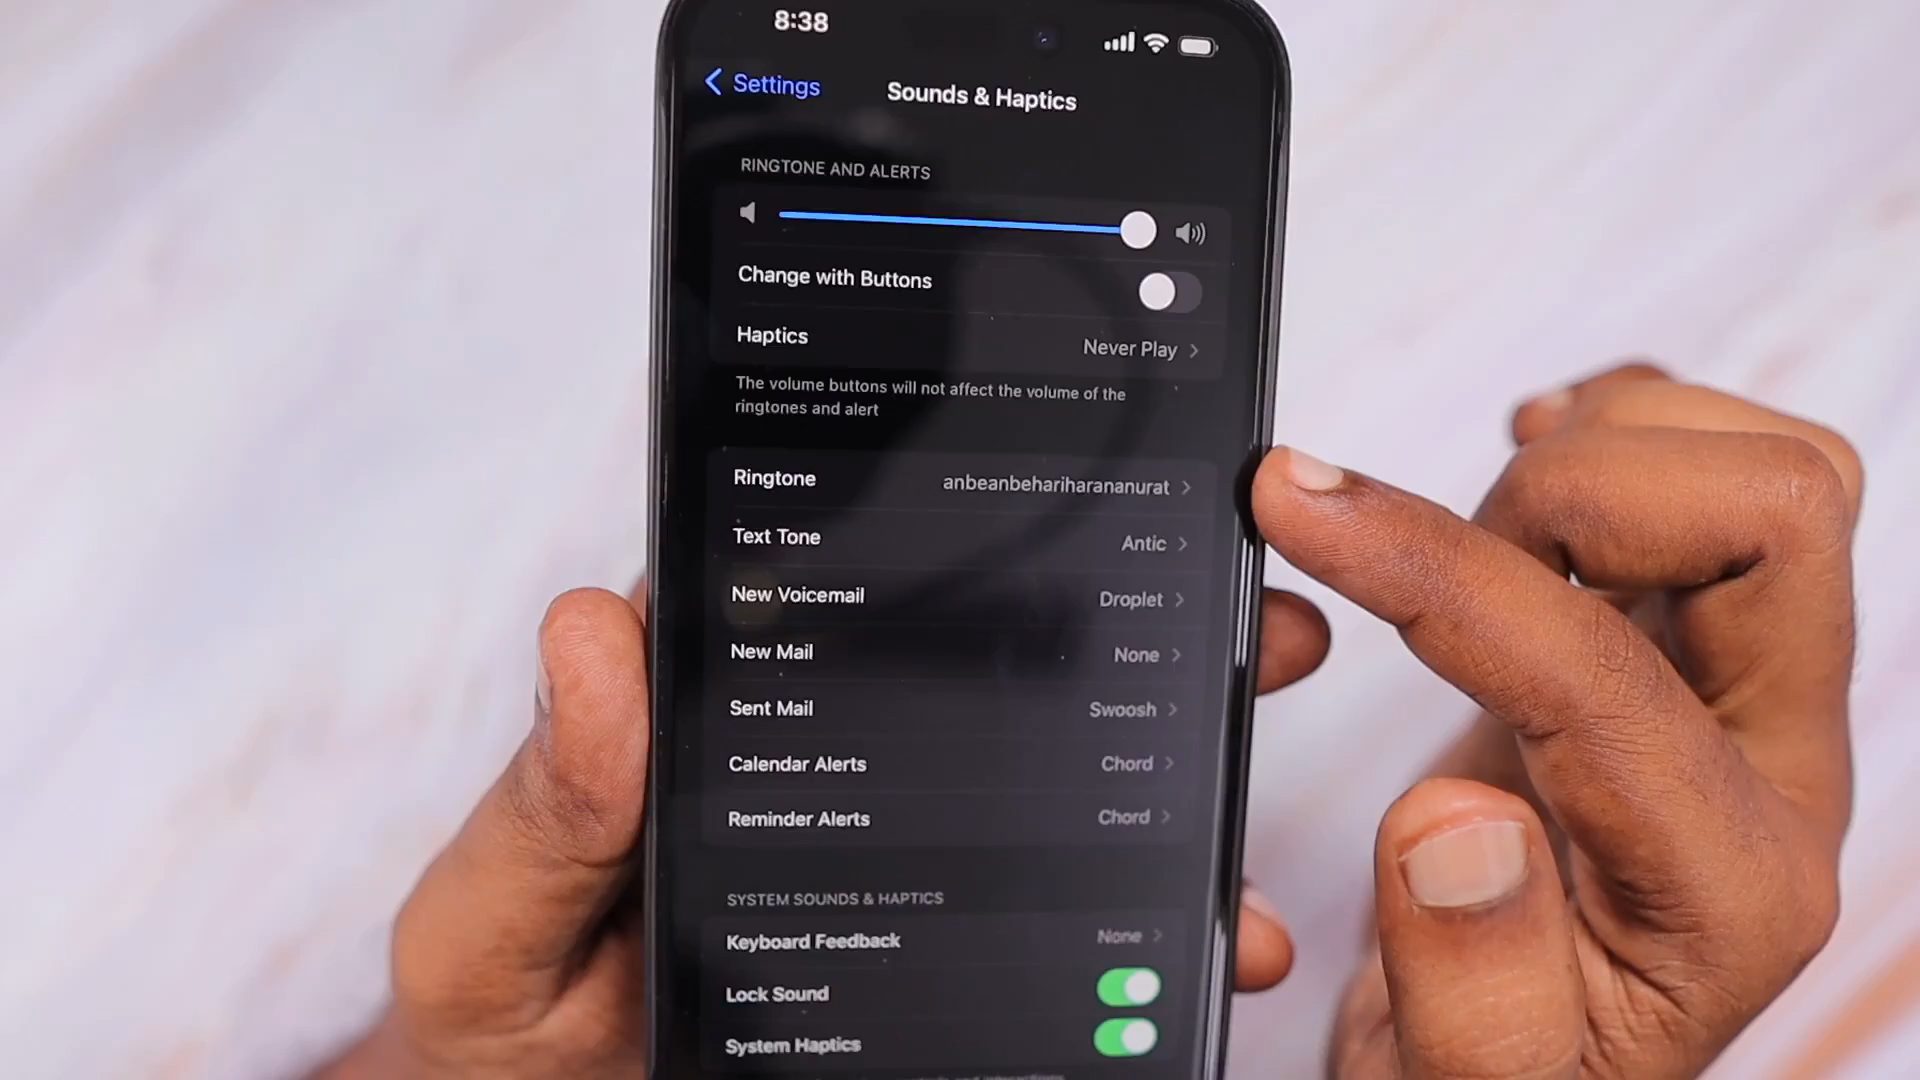 8:38
Settings
Sounds & Haptics
RINGTONE AND ALERTS
Change with Buttons
Haptics Never Play
The volume buttons will not affect the volume of the
ringtones and alert
Ringtone anbeanbehariharananurat
Text Tone Antic
New Voicemail Droplet
New Mail None
Sent Mail Swoosh
Calendar Alerts Chord
Reminder Alerts Chord
SYSTEM SOUNDS & HAPTICS
Keyboard Feedback None
Lock Sound
System Haptics